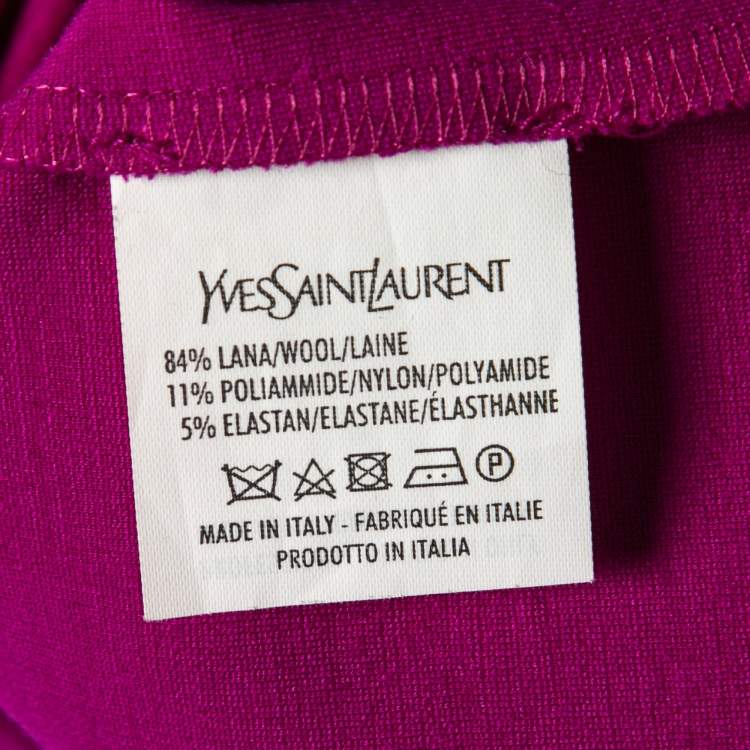 YVESSAINTLAURENT
84% LANA/WOOL/LAINE
11% POLIAMMIDE/NYLON/POLYAMIDE
5% ELASTAN/ELASTANE/ÉLASTHANNE
P
MADE IN ITALY - FABRIQUÉ EN ITALIE
PRODOTTO IN ITALIA